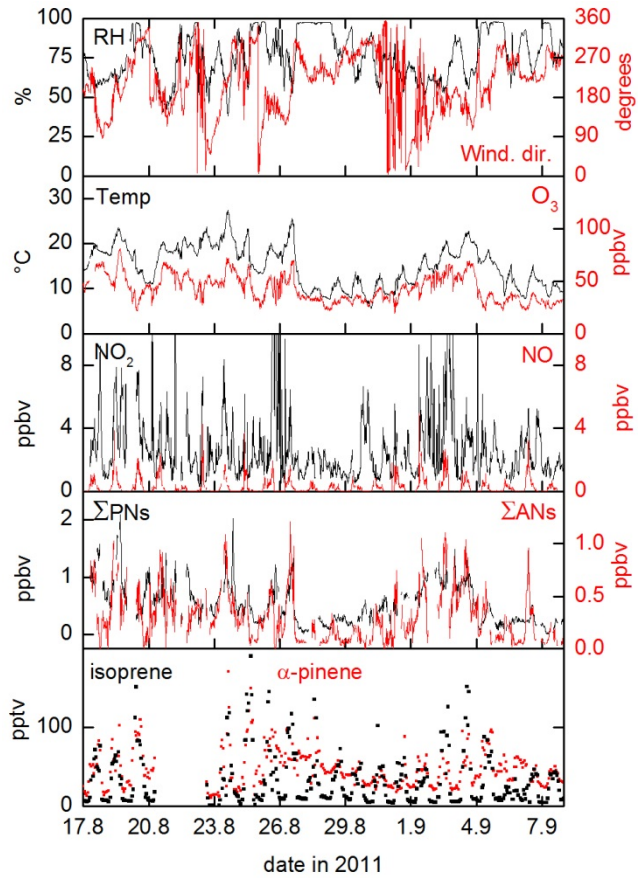 100 RH 360
75 270
% 50 180 degrees
25 Wind. dir. 90
0 0
30 Temp O3 100
°C 20 50 ppbv
10
0 0
8 NO2 NO 8
ppbv 4 4 ppbv
0 0
2 ΣPNs ΣANs 1.0
ppbv 1 0.5 ppbv
0 0.0
isoprene α-pinene
pptv 100
0
17.8 20.8 23.8 26.8 29.8 1.9 4.9 7.9
date in 2011